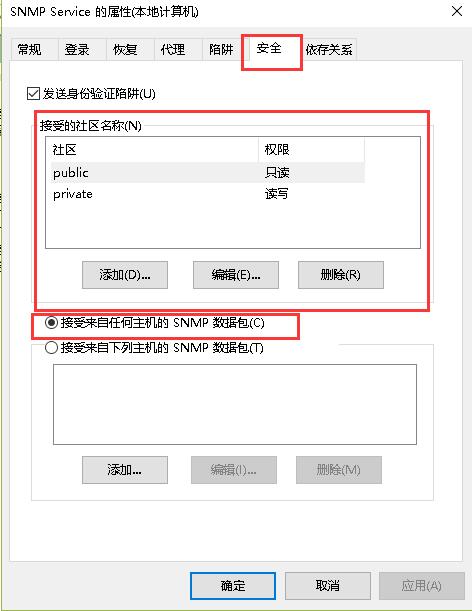 SNMP Service 的属性(本地计算机)
常规 登录 恢复 代理 陷阱 安全 依存关系
发送身份验证陷阱(U)
接受的社区名称(N)
社区 权限
public 只读
private 读写
添加(D)... 编辑(E)... 删除(R)
接受来自任何主机的 SNMP 数据包(C)
接受来自下列主机的 SNMP 数据包(T)
添加... 编辑(I)... 删除(M)
确定 取消 应用(A)